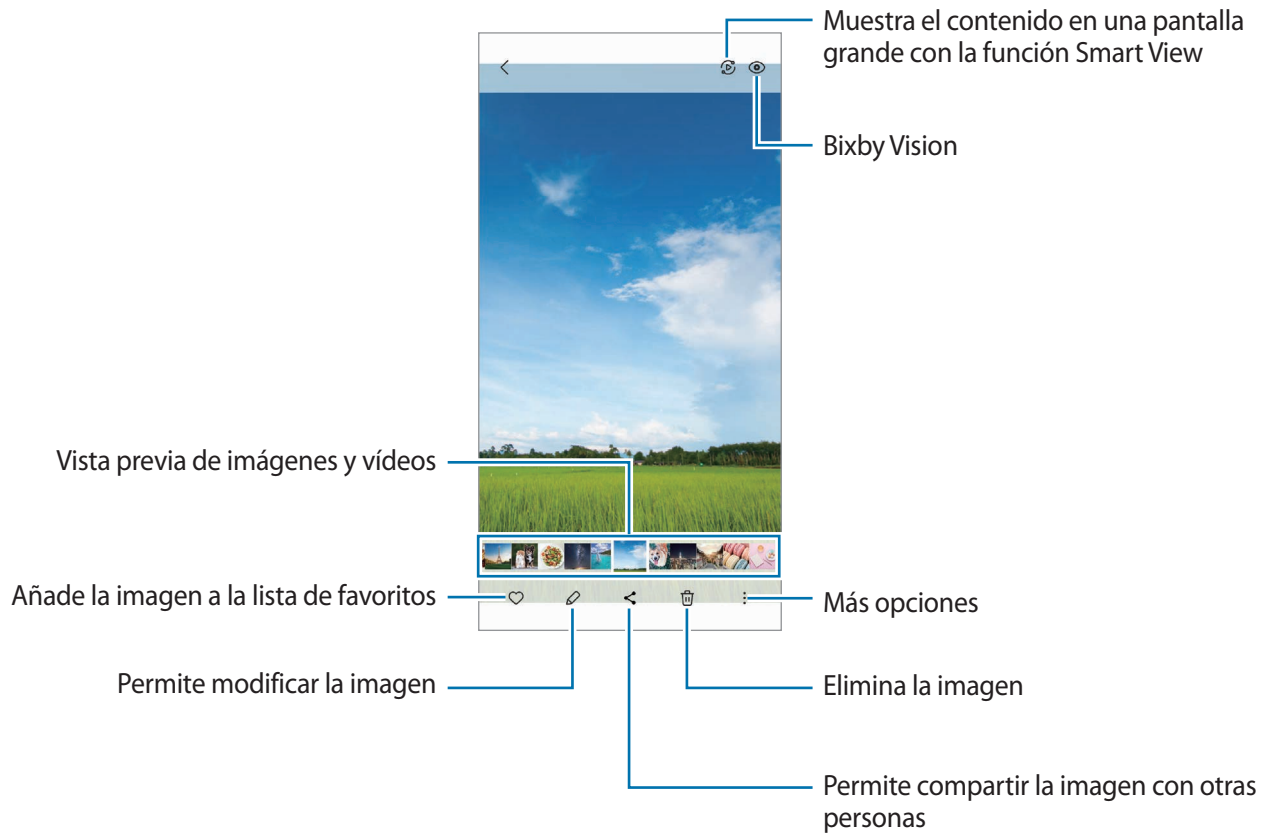 Muestra el contenido en una pantalla
grande con la función Smart View
Bixby Vision
Vista previa de imágenes y vídeos
Añade la imagen a la lista de favoritos
Más opciones
Permite modificar la imagen
Elimina la imagen
Permite compartir la imagen con otras
personas